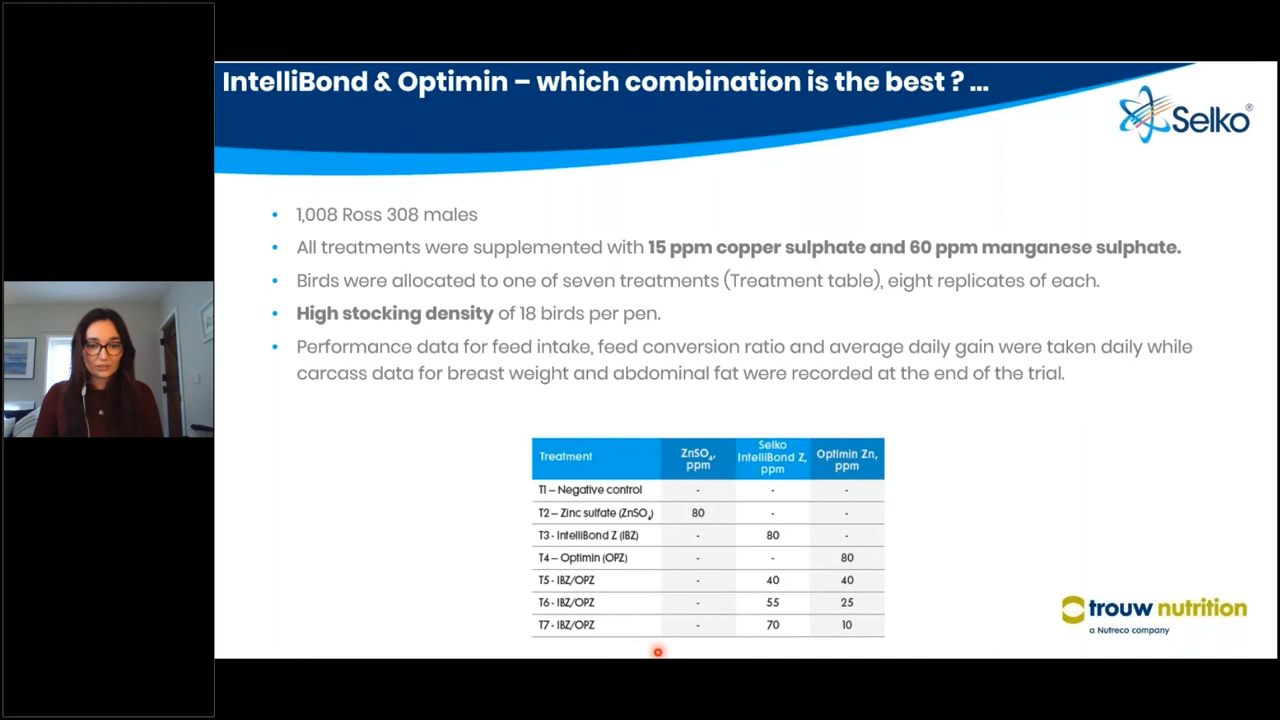 IntelliBond & Optimin – which combination is the best ? ...
Selko®
• 1,008 Ross 308 males
• All treatments were supplemented with 15 ppm copper sulphate and 60 ppm manganese sulphate.
• Birds were allocated to one of seven treatments (Treatment table), eight replicates of each.
• High stocking density of 18 birds per pen.
• Performance data for feed intake, feed conversion ratio and average daily gain were taken daily while
carcass data for breast weight and abdominal fat were recorded at the end of the trial.
Treatment ZnSO₄, ppm Selko IntelliBond Z, ppm Optimin Zn, ppm
T1 – Negative control - - -
T2 – Zinc sulfate (ZnSO₄) 80 - -
T3 - IntelliBond Z (IBZ) - 80 -
T4 – Optimin (OPZ) - - 80
T5 - IBZ/OPZ - 40 40
T6 - IBZ/OPZ - 55 25
T7 - IBZ/OPZ - 70 10
trouw nutrition
a Nutreco company